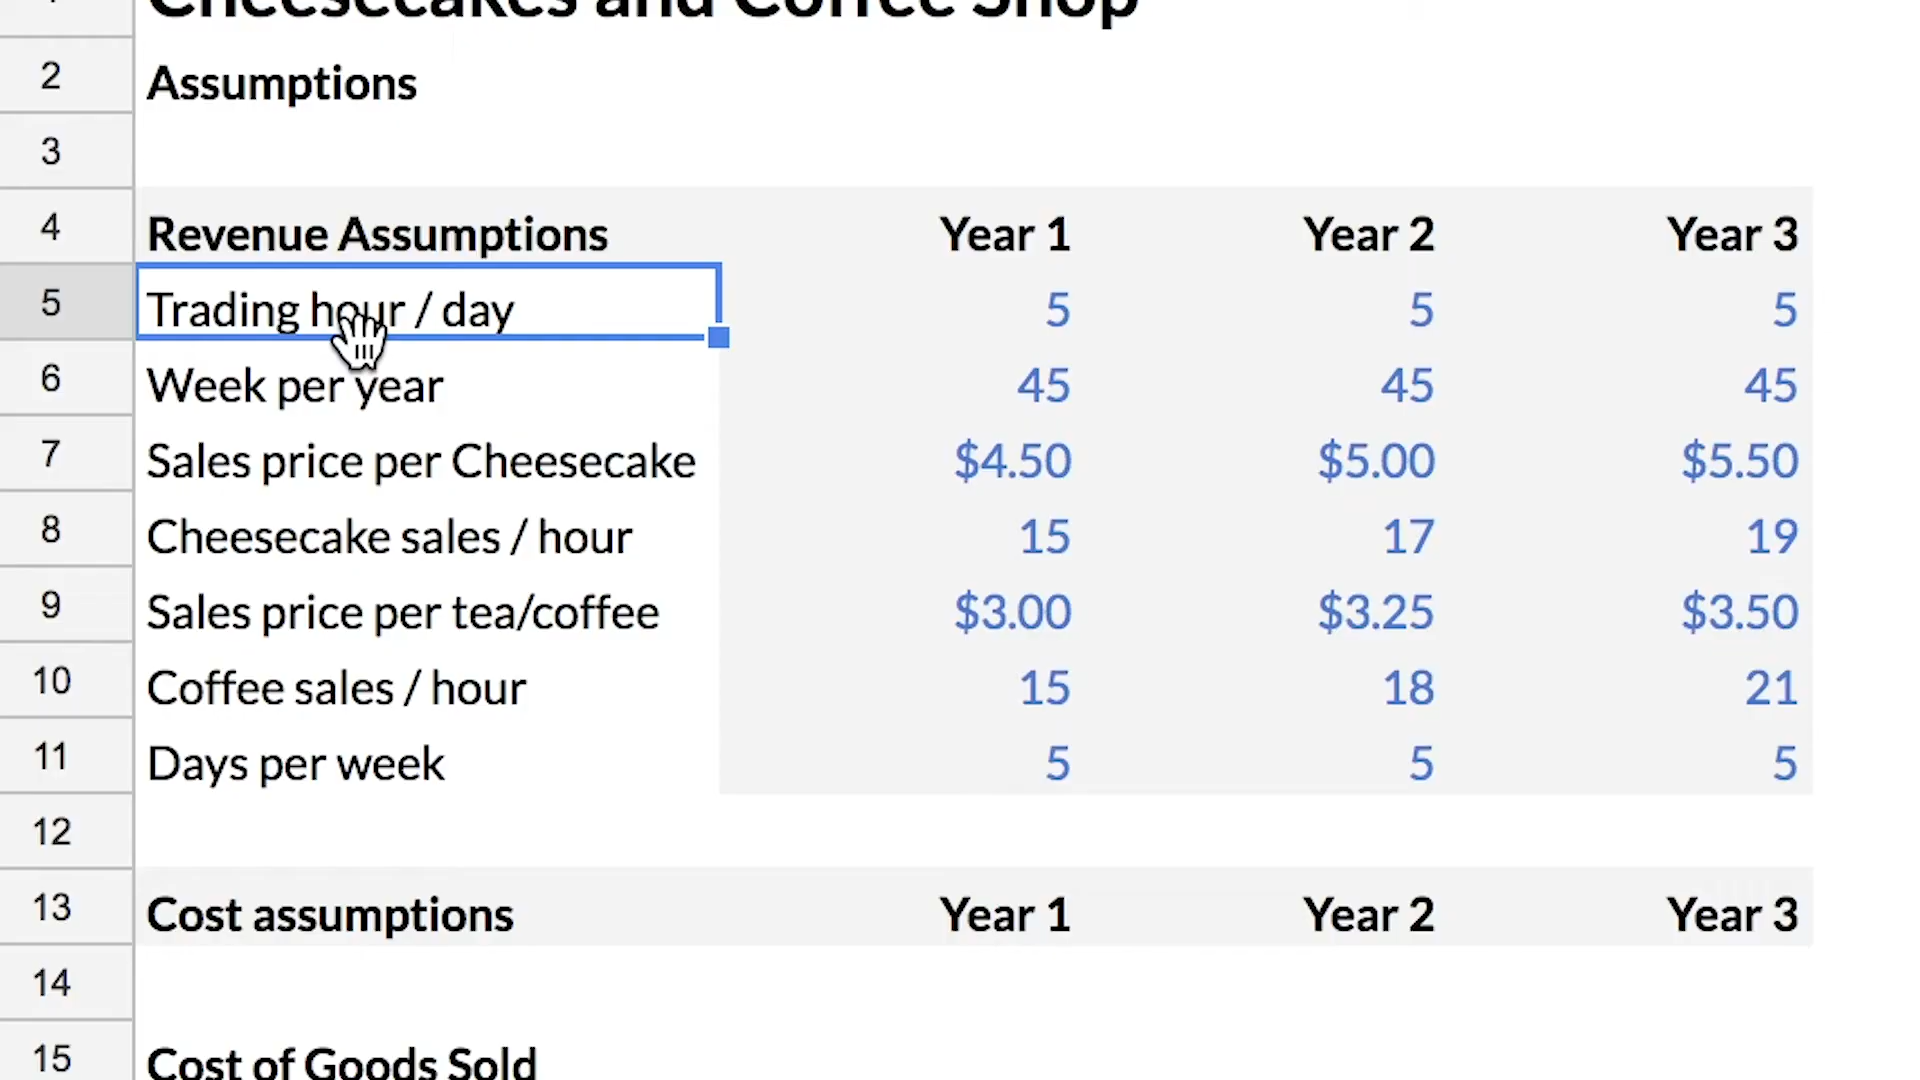 Cheesecakes and Coffee Shop
2 Assumptions
3
4 Revenue Assumptions Year 1 Year 2 Year 3
5 Trading hour / day 5 5 5
6 Week per year 45 45 45
7 Sales price per Cheesecake $4.50 $5.00 $5.50
8 Cheesecake sales / hour 15 17 19
9 Sales price per tea/coffee $3.00 $3.25 $3.50
10 Coffee sales / hour 15 18 21
11 Days per week 5 5 5
12
13 Cost assumptions Year 1 Year 2 Year 3
14
15 Cost of Goods Sold